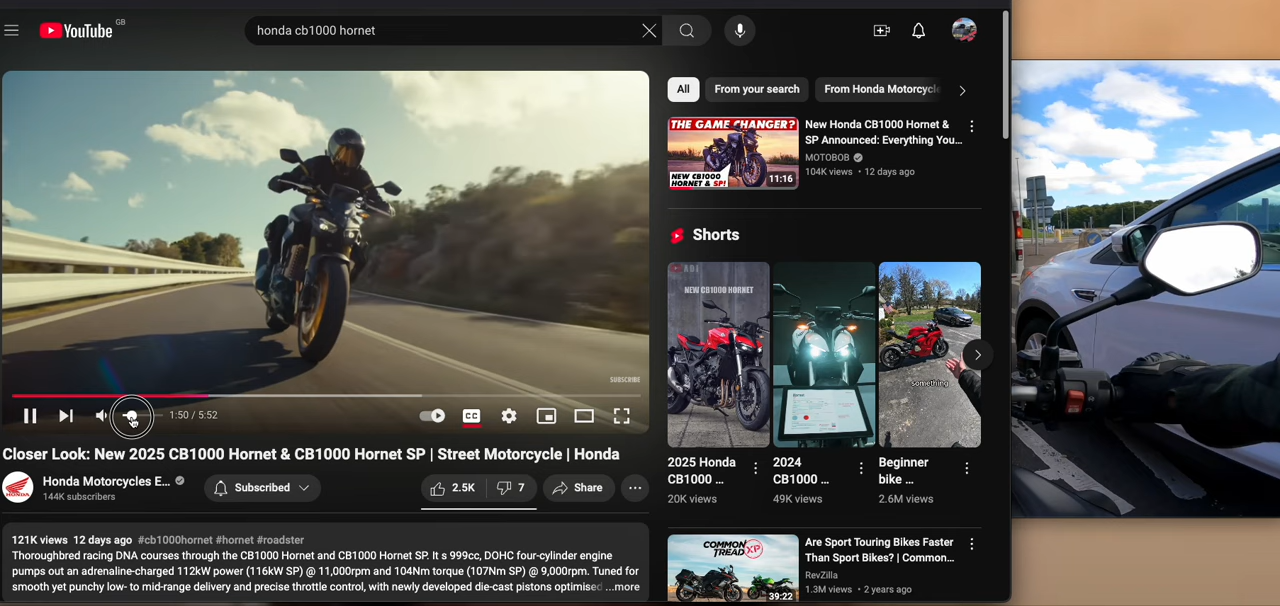 YouTube GB
honda cb1000 hornet
SUBSCRIBE
1:50 / 5:52
CC
Closer Look: New 2025 CB1000 Hornet & CB1000 Hornet SP | Street Motorcycle | Honda
HONDA
Honda Motorcycles E...
144K subscribers
Subscribed
2.5K
7
Share
121K views 12 days ago #cb1000hornet #hornet #roadster
Thoroughbred racing DNA courses through the CB1000 Hornet and CB1000 Hornet SP. It s 999cc, DOHC four-cylinder engine
pumps out an adrenaline-charged 112kW power (116kW SP) @ 11,000rpm and 104Nm torque (107Nm SP) @ 9,000rpm. Tuned for
smooth yet punchy low- to mid-range delivery and precise throttle control, with newly developed die-cast pistons optimised ...more
All
From your search
From Honda Motorcycle
THE GAME CHANGER?
NEW CB1000
HORNET & SP!
11:16
New Honda CB1000 Hornet &
SP Announced: Everything You...
MOTOBOB
104K views • 12 days ago
Shorts
NEW CB1000 HORNET
something
2025 Honda
CB1000 ...
20K views
2024
CB1000 ...
49K views
Beginner
bike ...
2.6M views
COMMON
TREAD XP
39:22
Are Sport Touring Bikes Faster
Than Sport Bikes? | Common...
RevZilla
1.3M views • 2 years ago